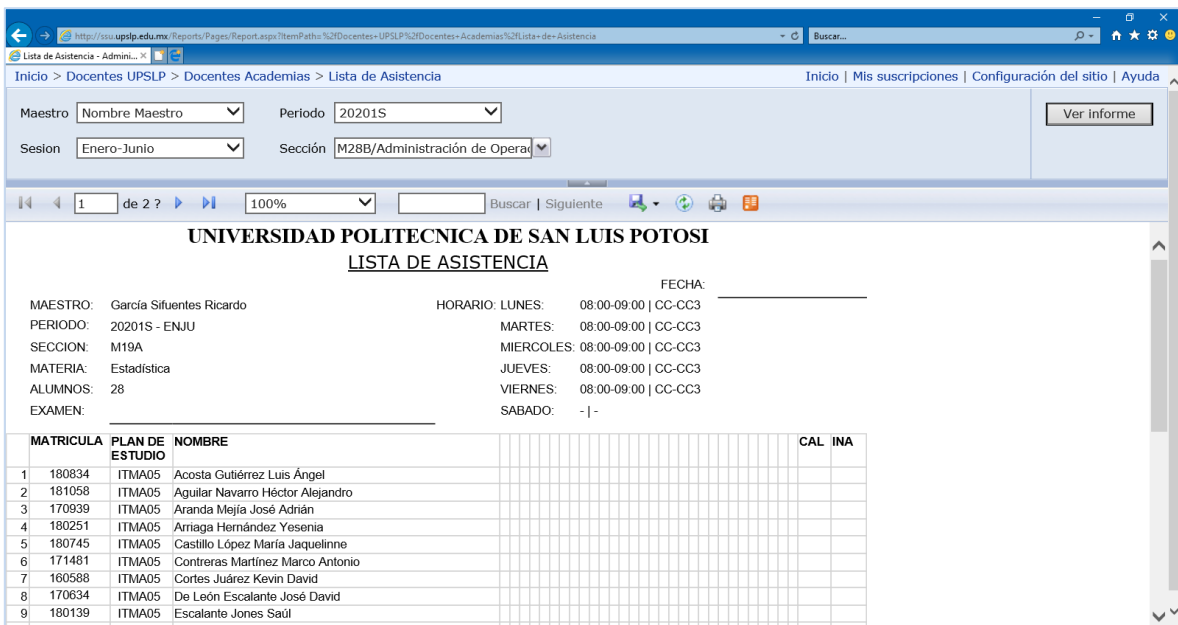 http://ssu.upslp.edu.mx/Reports/Pages/Report.aspx?ItemPath=%2fDocentes+UPSLP%2fDocentes+Academias%2fLista+de+Asistencia
Buscar...
Lista de Asistencia - Admini...
Inicio > Docentes UPSLP > Docentes Academias > Lista de Asistencia
Inicio | Mis suscripciones | Configuración del sitio | Ayuda
Maestro Nombre Maestro Periodo 20201S Ver informe
Sesion Enero-Junio Sección M28B/Administración de Operac
1 de 2 ? 100% Buscar | Siguiente
UNIVERSIDAD POLITECNICA DE SAN LUIS POTOSI
LISTA DE ASISTENCIA
FECHA:
MAESTRO: García Sifuentes Ricardo HORARIO: LUNES: 08:00-09:00 | CC-CC3
PERIODO: 20201S - ENJU MARTES: 08:00-09:00 | CC-CC3
SECCION: M19A MIERCOLES: 08:00-09:00 | CC-CC3
MATERIA: Estadística JUEVES: 08:00-09:00 | CC-CC3
ALUMNOS: 28 VIERNES: 08:00-09:00 | CC-CC3
EXAMEN: SABADO: - | -
MATRICULA PLAN DE ESTUDIO NOMBRE CAL INA
1 180834 ITMA05 Acosta Gutiérrez Luis Ángel
2 181058 ITMA05 Aguilar Navarro Héctor Alejandro
3 170939 ITMA05 Aranda Mejía José Adrián
4 180251 ITMA05 Arriaga Hernández Yesenia
5 180745 ITMA05 Castillo López María Jaquelinne
6 171481 ITMA05 Contreras Martínez Marco Antonio
7 160588 ITMA05 Cortes Juárez Kevin David
8 170634 ITMA05 De León Escalante José David
9 180139 ITMA05 Escalante Jones Saúl